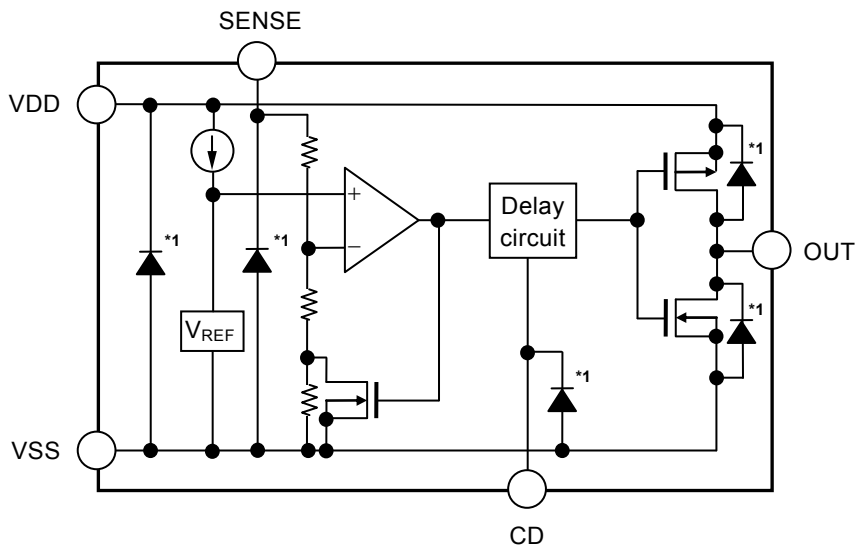 SENSE
VDD
*1
*1
*1
+
−
Delay
circuit
OUT
VREF
*1
*1
VSS
CD